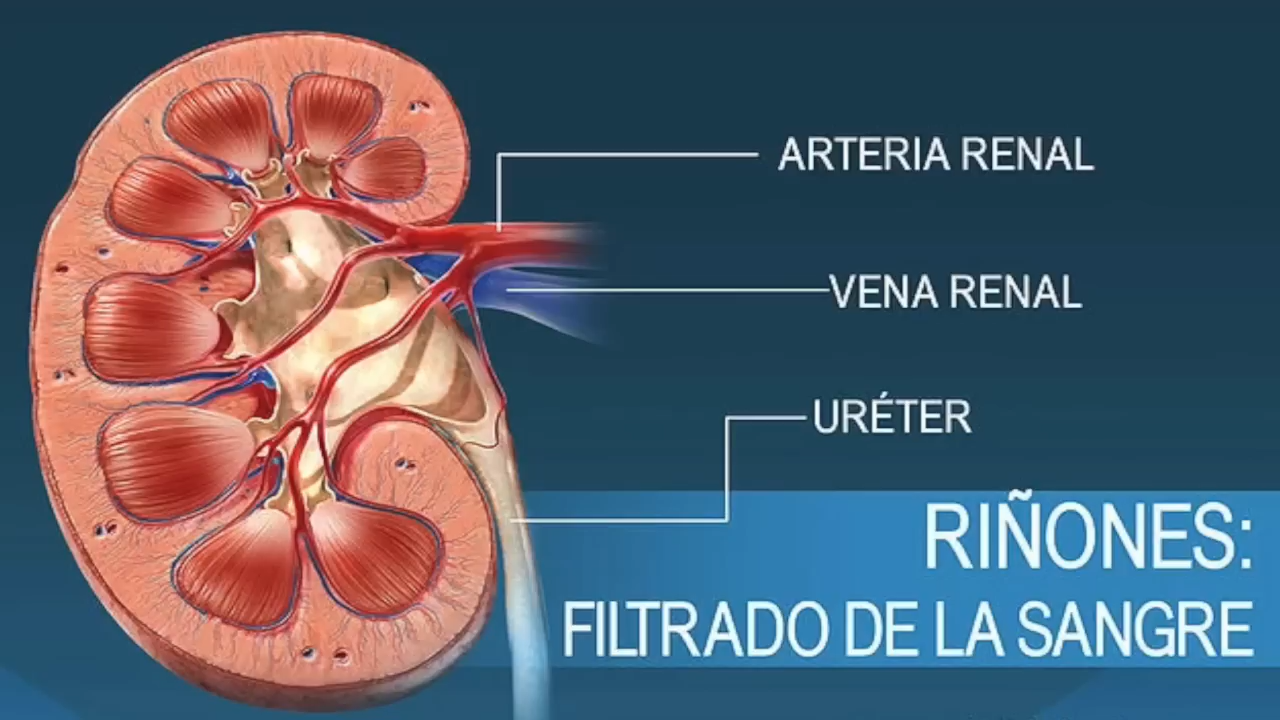 ARTERIA RENAL
VENA RENAL
URÉTER
RIÑONES:
FILTRADO DE LA SANGRE